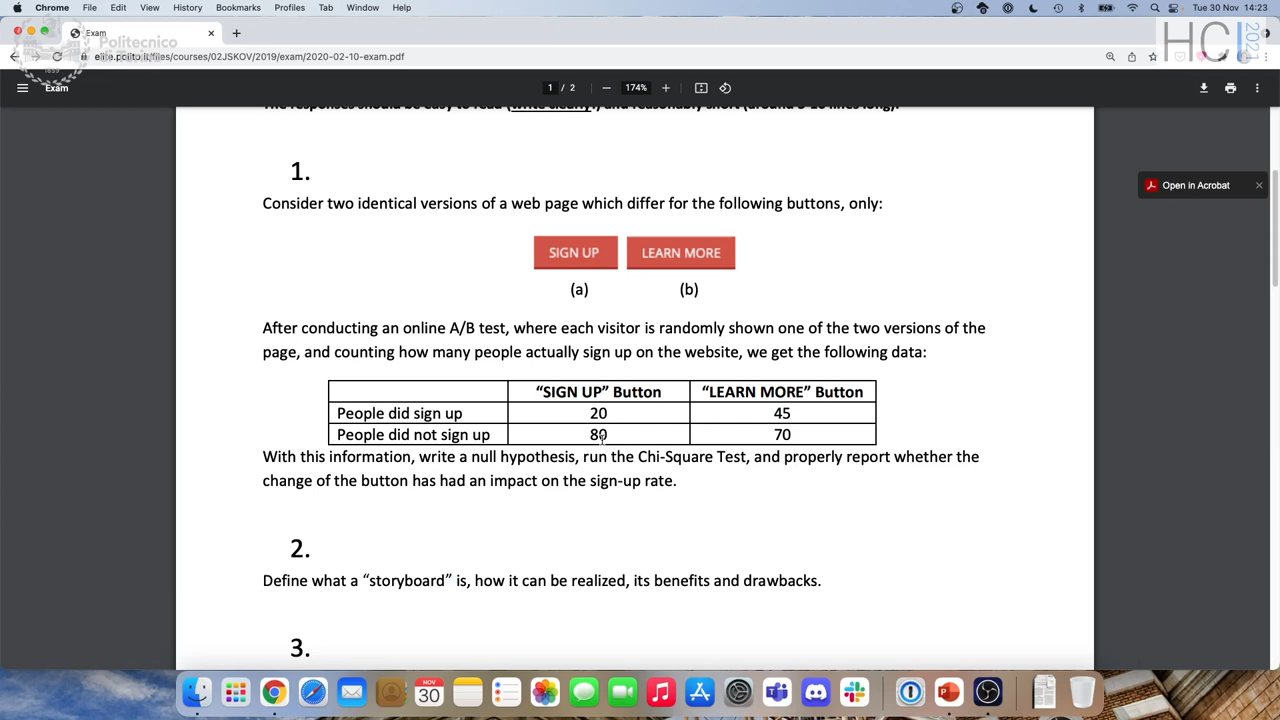 Chrome File Edit View History Bookmarks Profiles Tab Window Help
Tue 30 Nov 14:23
Exam
Politecnico
HCI 2021
elite.polito.it/files/courses/02JSKOV/2019/exam/2020-02-10-exam.pdf
1859
Exam
1 / 2
174%
Open in Acrobat
1.
Consider two identical versions of a web page which differ for the following buttons, only:
SIGN UP LEARN MORE
(a) (b)
After conducting an online A/B test, where each visitor is randomly shown one of the two versions of the
page, and counting how many people actually sign up on the website, we get the following data:
“SIGN UP” Button “LEARN MORE” Button
People did sign up 20 45
People did not sign up 80 70
With this information, write a null hypothesis, run the Chi-Square Test, and properly report whether the
change of the button has had an impact on the sign-up rate.
2.
Define what a “storyboard” is, how it can be realized, its benefits and drawbacks.
3.
NOV
30